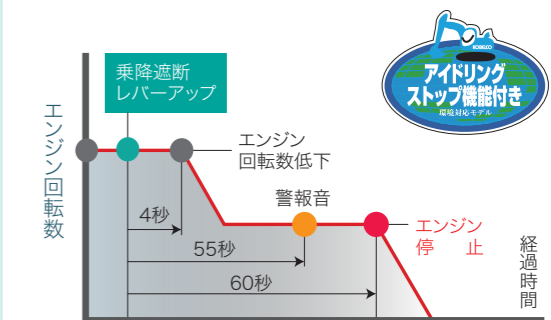 乗降遮断
レバーアップ
KOBELCO
アイドリング
ストップ機能付き
環境対応モデル
エンジン回転数
エンジン
回転数低下
警報音
4秒
55秒
60秒
エンジン
停 止
経過時間